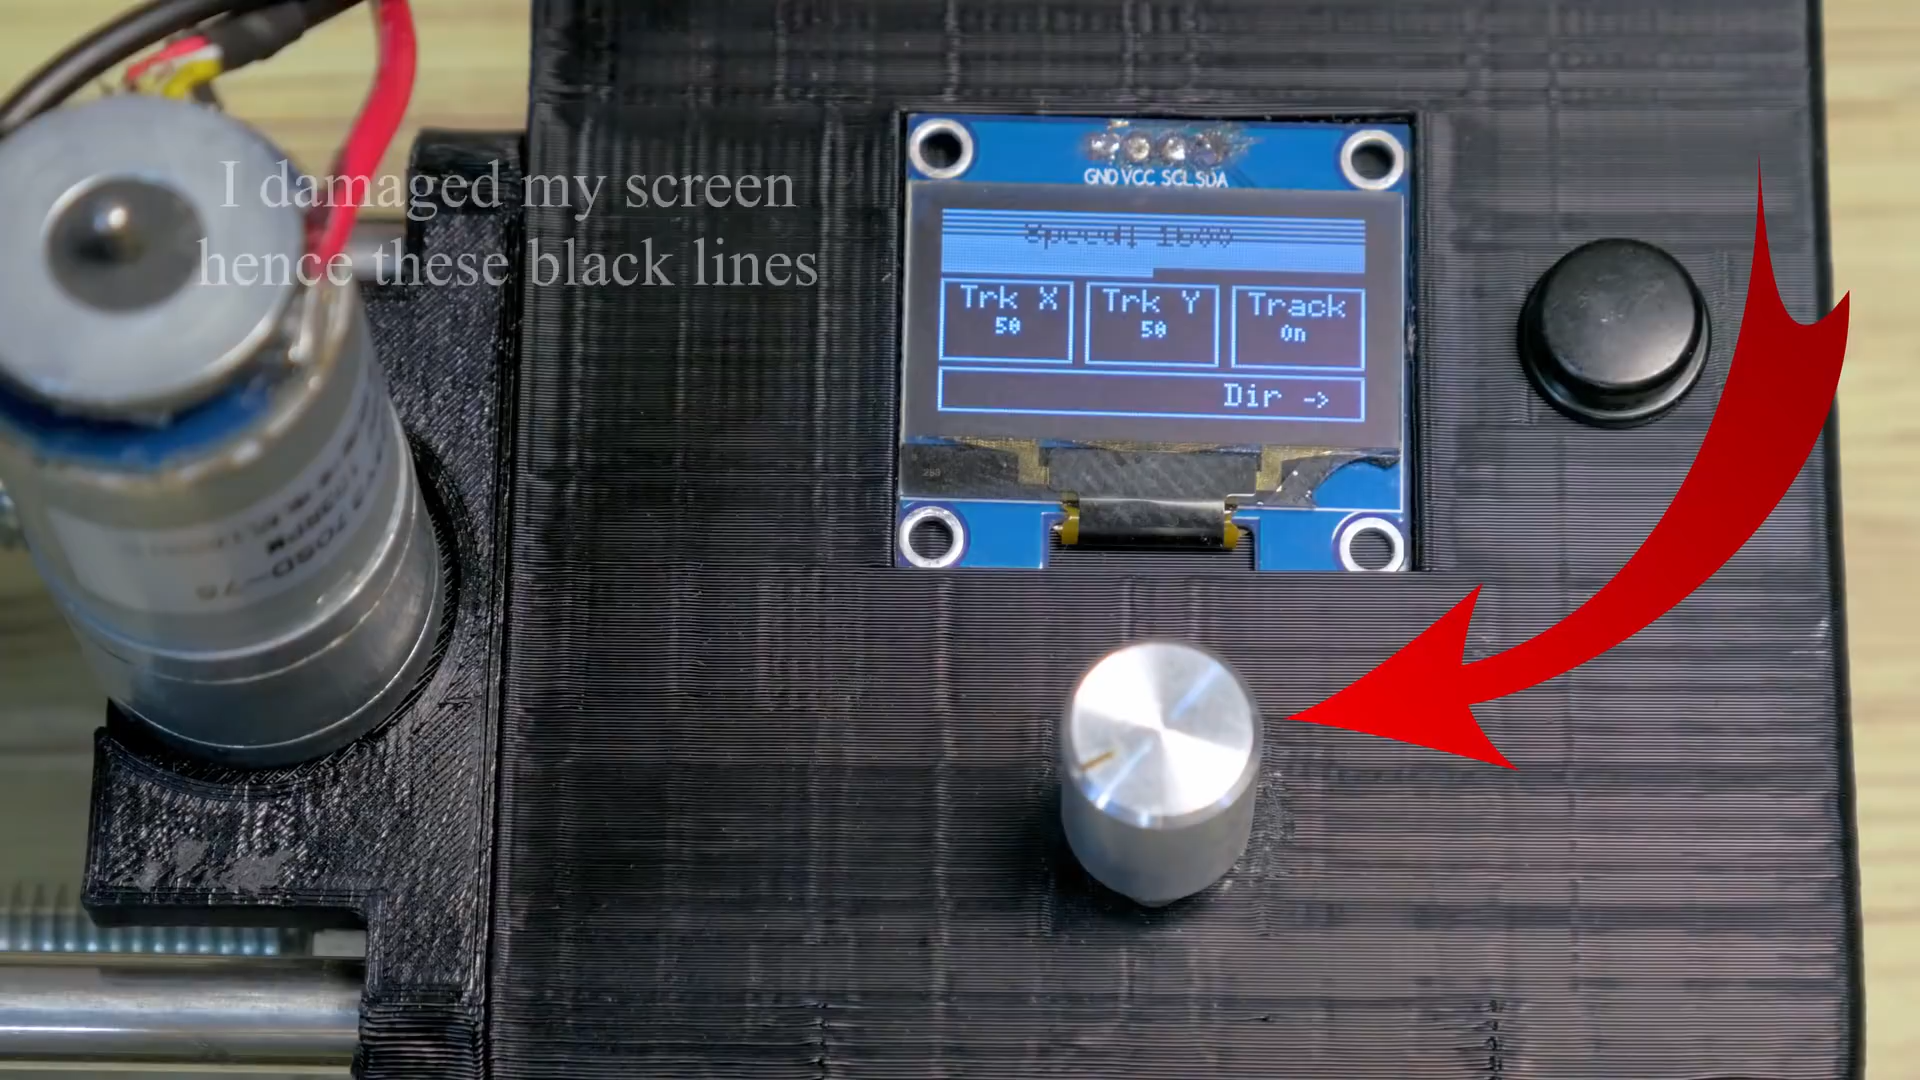 I damaged my screen
hence these black lines
GND VCC SCL SDA
Trk X
50
Trk Y
50
Track
On
Dir ->